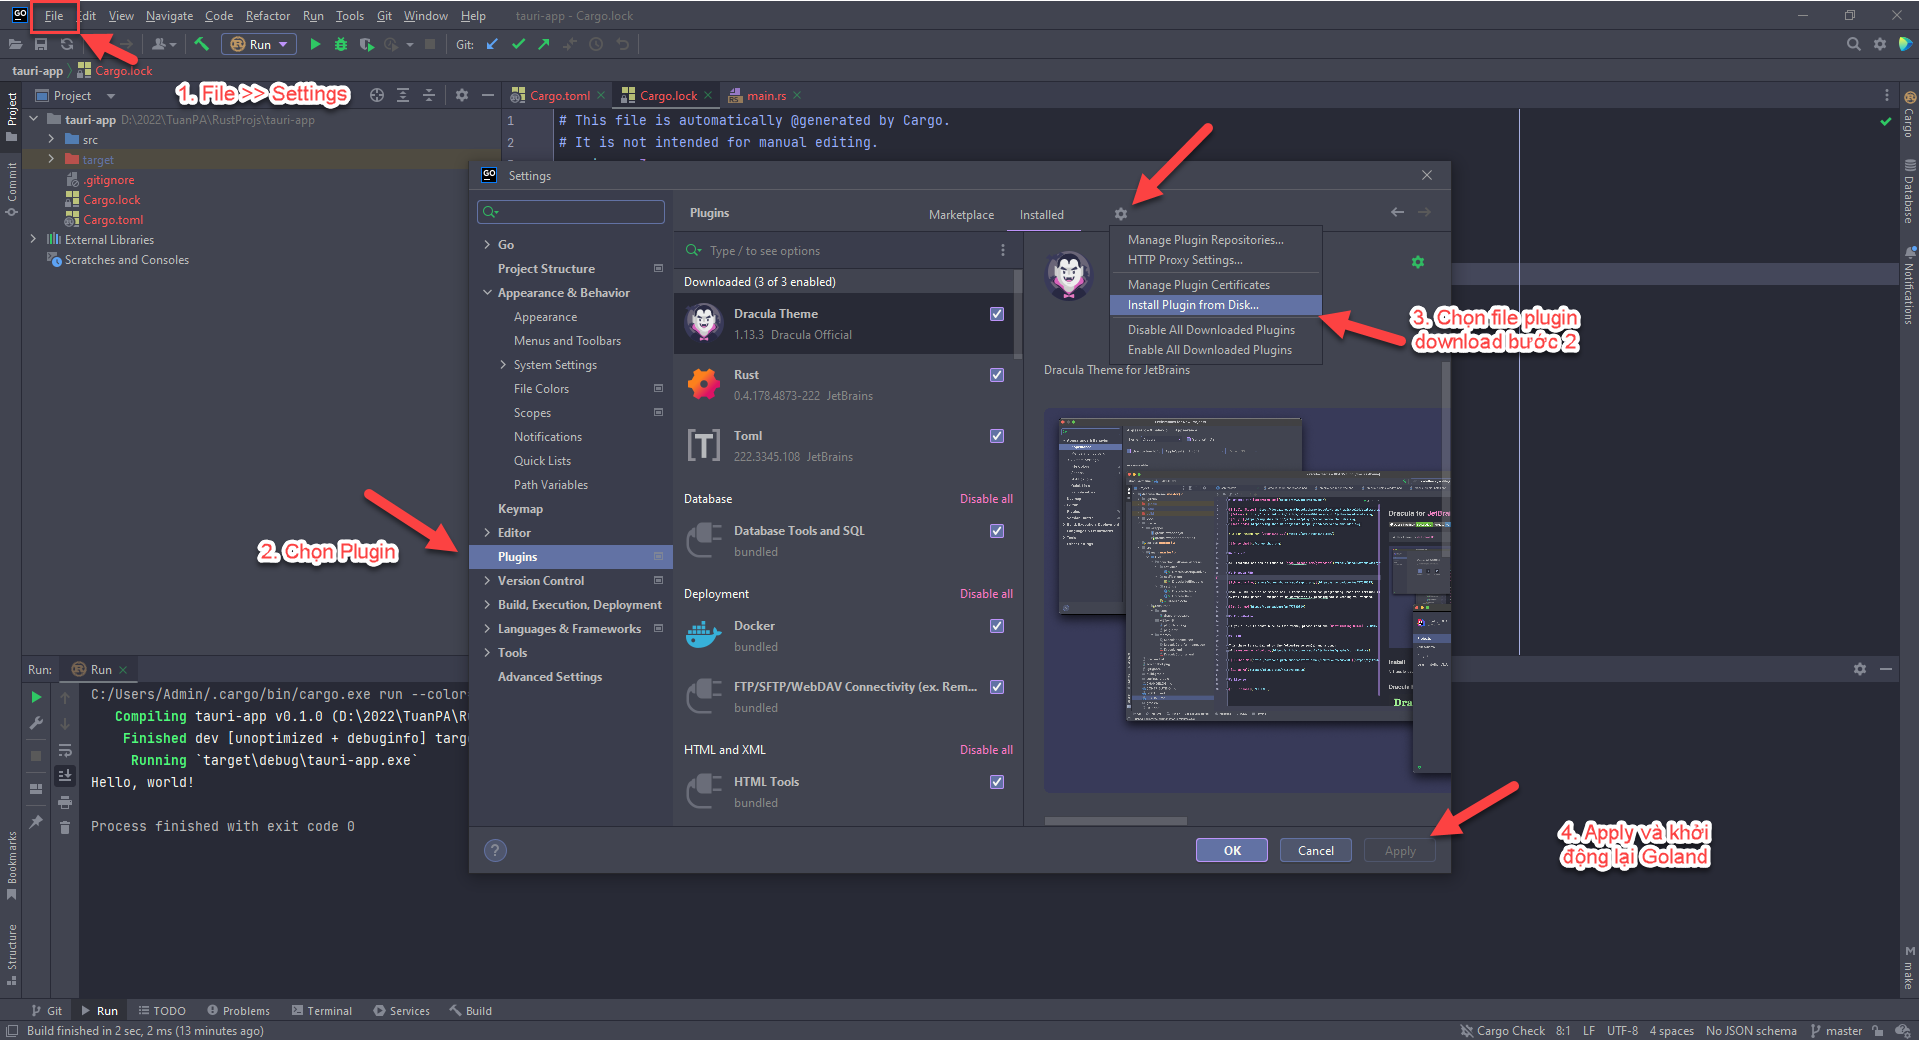 GO
File Edit View Navigate Code Refactor Run Tools Git Window Help tauri-app - Cargo.lock
Run Git:
tauri-app Cargo.lock
1. File >> Settings
Project
Project
Cargo.toml Cargo.lock main.rs
tauri-app D:\2022\TuanPA\RustProjs\tauri-app
src
target
.gitignore
Cargo.lock
Cargo.toml
External Libraries
Scratches and Consoles
Commit
1 # This file is automatically @generated by Cargo.
2 # It is not intended for manual editing.
Cargo
Database
Notifications
GO Settings
Go
Project Structure
Appearance & Behavior
Appearance
Menus and Toolbars
System Settings
File Colors
Scopes
Notifications
Quick Lists
Path Variables
Keymap
Editor
Plugins
Version Control
Build, Execution, Deployment
Languages & Frameworks
Tools
Advanced Settings
2. Chọn Plugin
Plugins Marketplace Installed
Type / to see options
Downloaded (3 of 3 enabled)
Dracula Theme
1.13.3 Dracula Official
Rust
0.4.178.4873-222 JetBrains
Toml
222.3345.108 JetBrains
Database Disable all
Database Tools and SQL
bundled
Deployment Disable all
Docker
bundled
FTP/SFTP/WebDAV Connectivity (ex. Rem...
bundled
HTML and XML Disable all
HTML Tools
bundled
Manage Plugin Repositories...
HTTP Proxy Settings...
Manage Plugin Certificates
Install Plugin from Disk...
Disable All Downloaded Plugins
Enable All Downloaded Plugins
3. Chọn file plugin
download bước 2
Dracula Theme for JetBrains
OK Cancel Apply
4. Apply và khởi
động lại Goland
Run: Run
C:/Users/Admin/.cargo/bin/cargo.exe run --color
Compiling tauri-app v0.1.0 (D:\2022\TuanPA\R
Finished dev [unoptimized + debuginfo] targe
Running `target\debug\tauri-app.exe`
Hello, world!
Process finished with exit code 0
Bookmarks
Structure
make
Git Run TODO Problems Terminal Services Build
Build finished in 2 sec, 2 ms (13 minutes ago) Cargo Check 8:1 LF UTF-8 4 spaces No JSON schema master